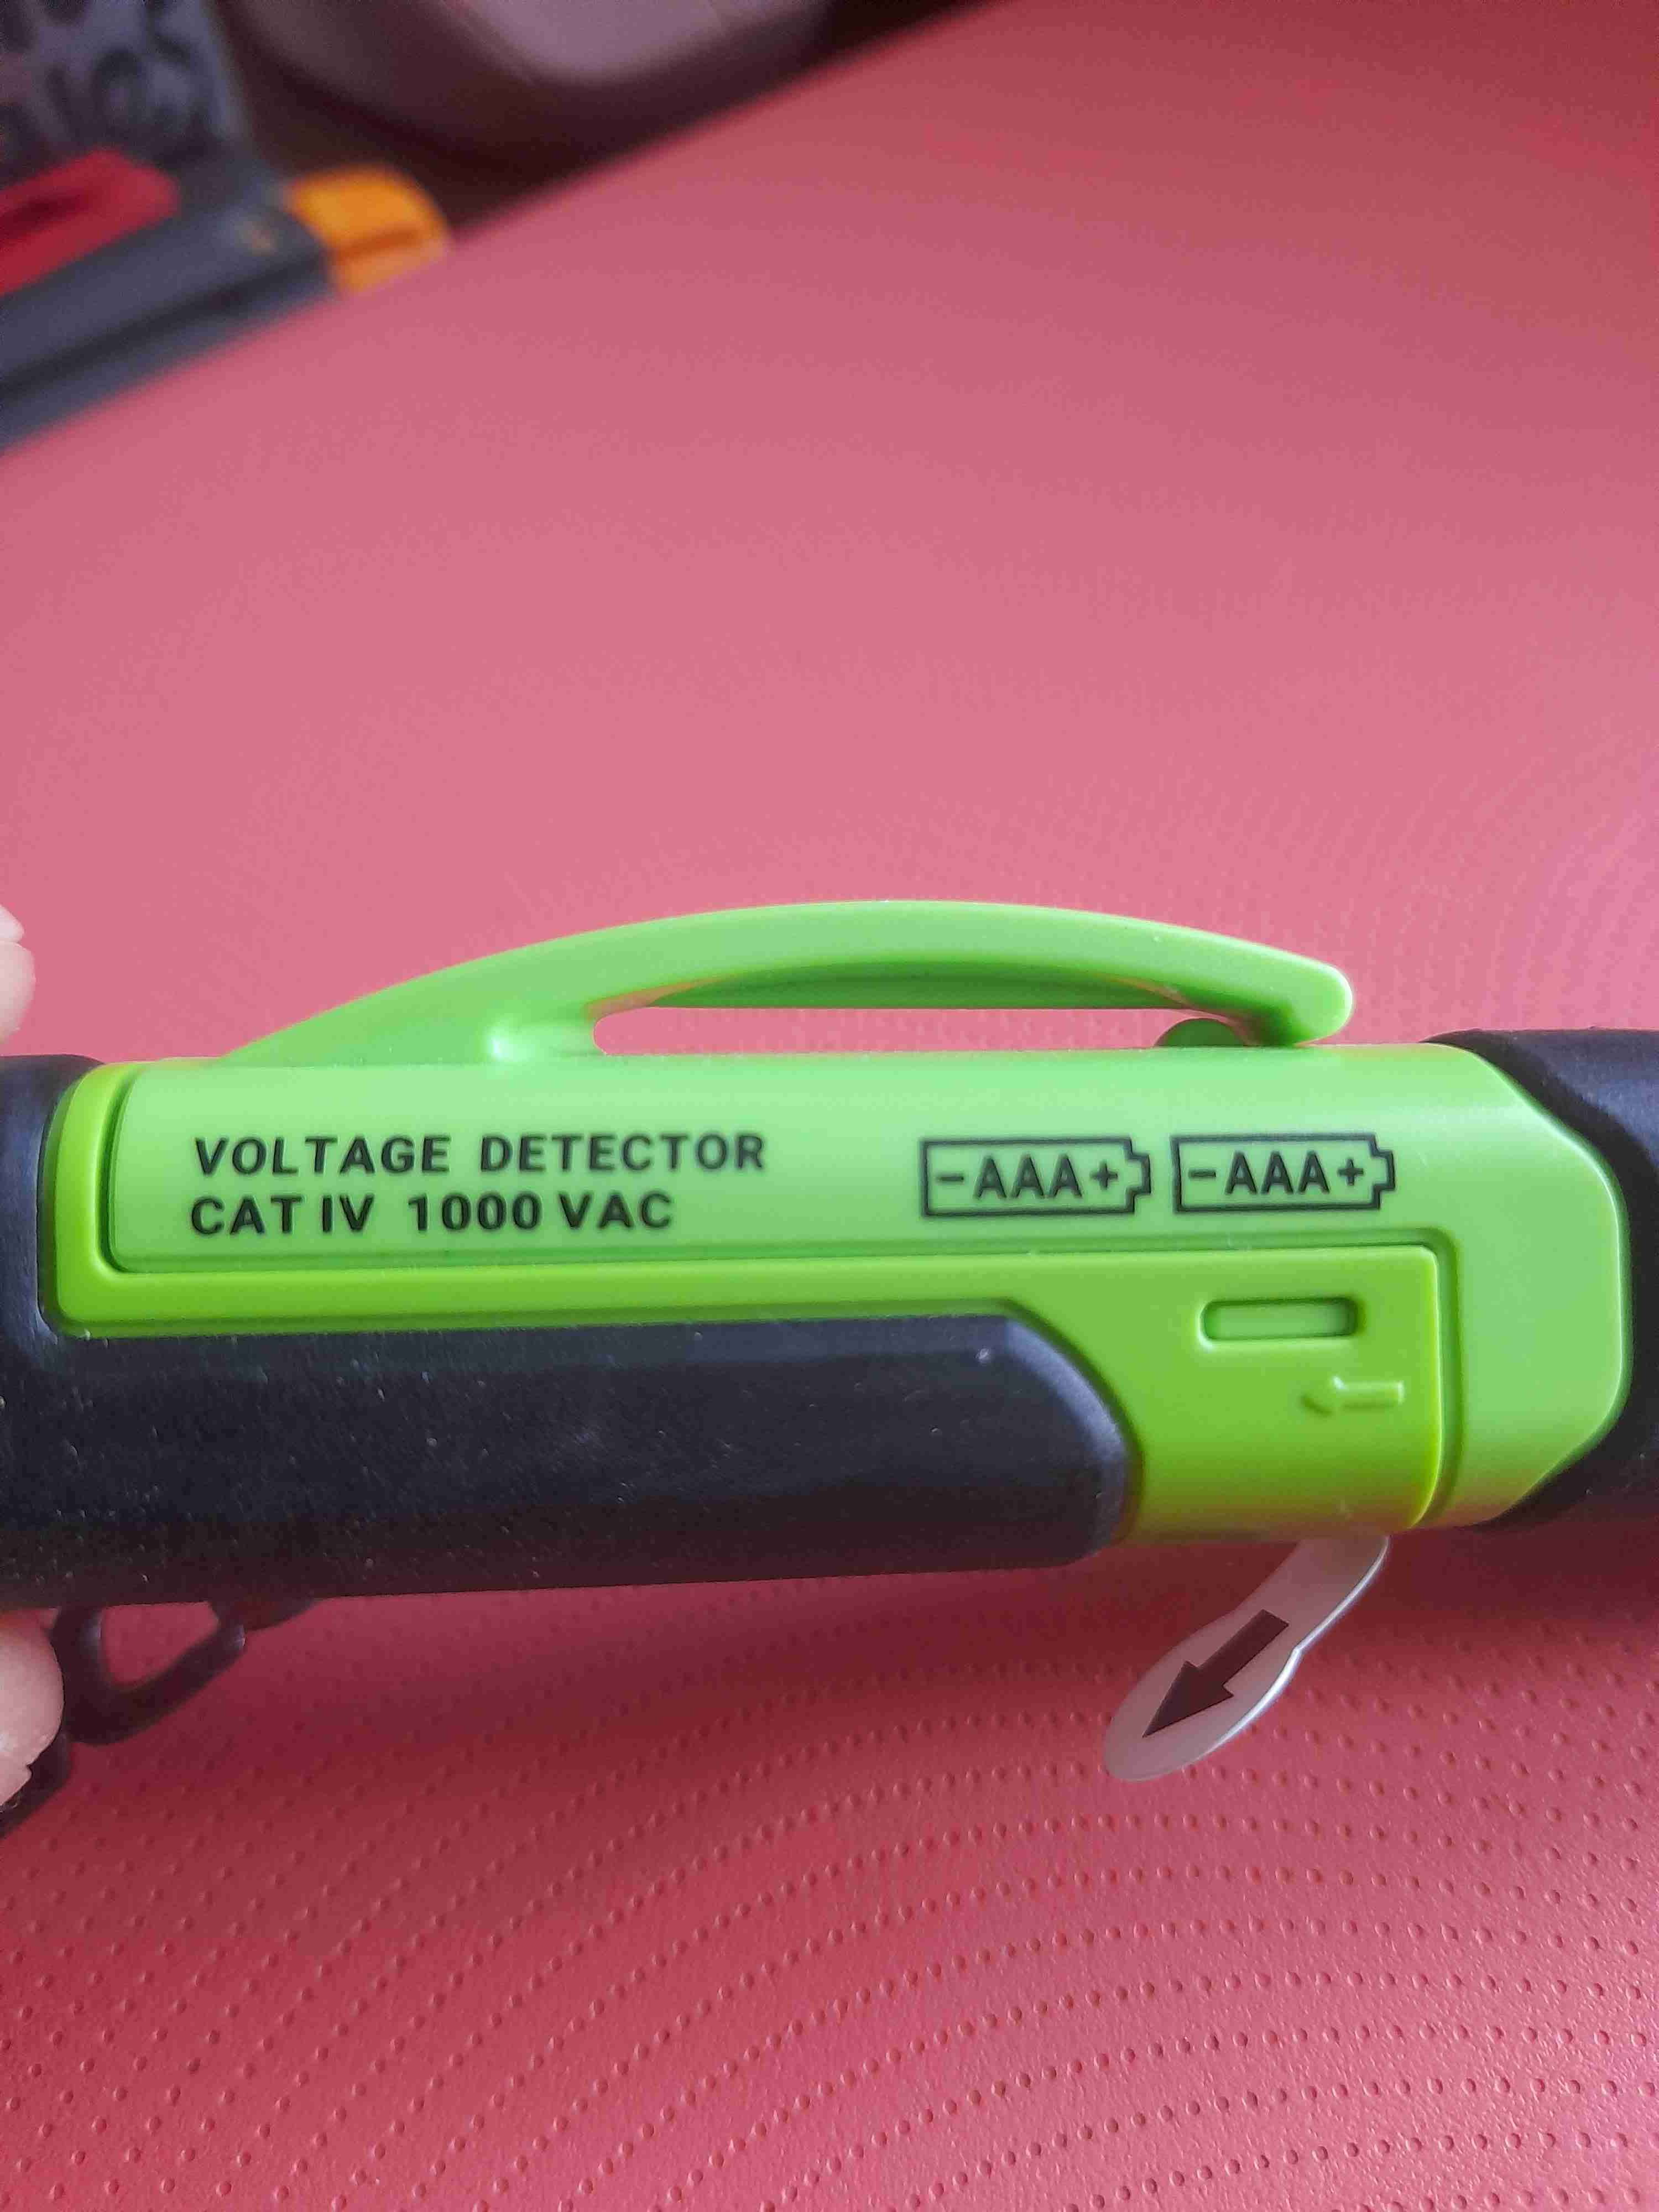 VOLTAGE DETECTOR
CAT IV 1000 VAC
-AAA+ -AAA+